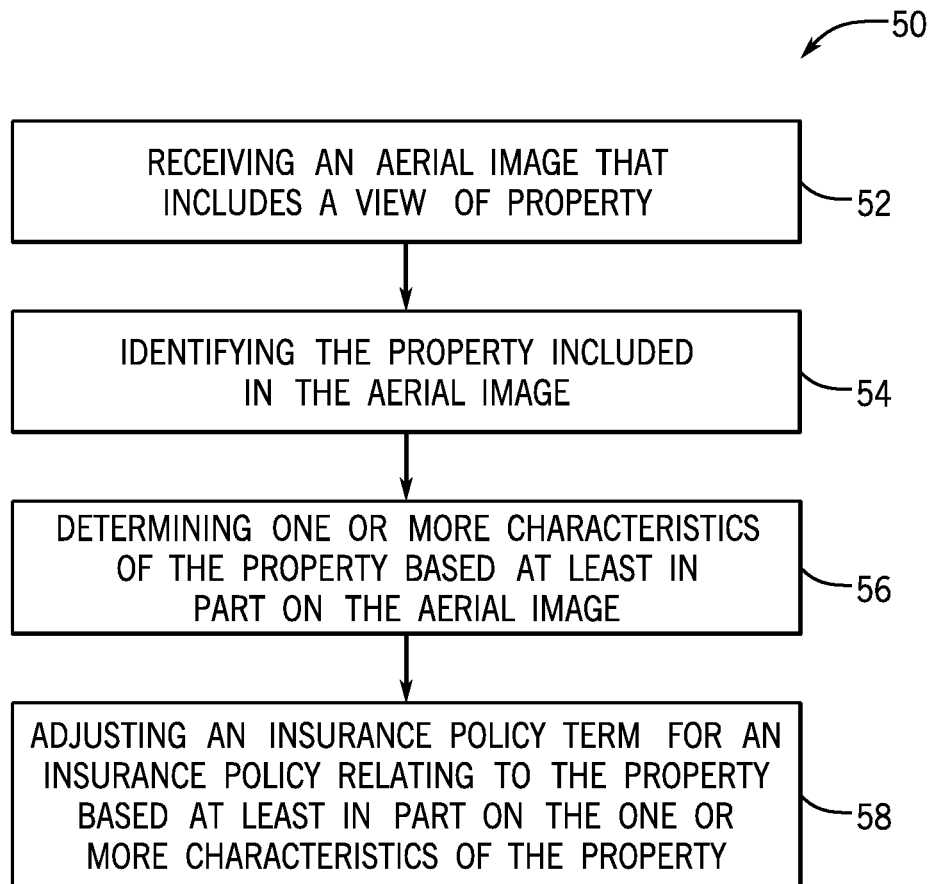 50
RECEIVING AN AERIAL IMAGE THAT
INCLUDES A VIEW OF PROPERTY
52
IDENTIFYING THE PROPERTY INCLUDED
IN THE AERIAL IMAGE
54
DETERMINING ONE OR MORE CHARACTERISTICS
OF THE PROPERTY BASED AT LEAST IN
PART ON THE AERIAL IMAGE
56
ADJUSTING AN INSURANCE POLICY TERM FOR AN
INSURANCE POLICY RELATING TO THE PROPERTY
BASED AT LEAST IN PART ON THE ONE OR
MORE CHARACTERISTICS OF THE PROPERTY
58